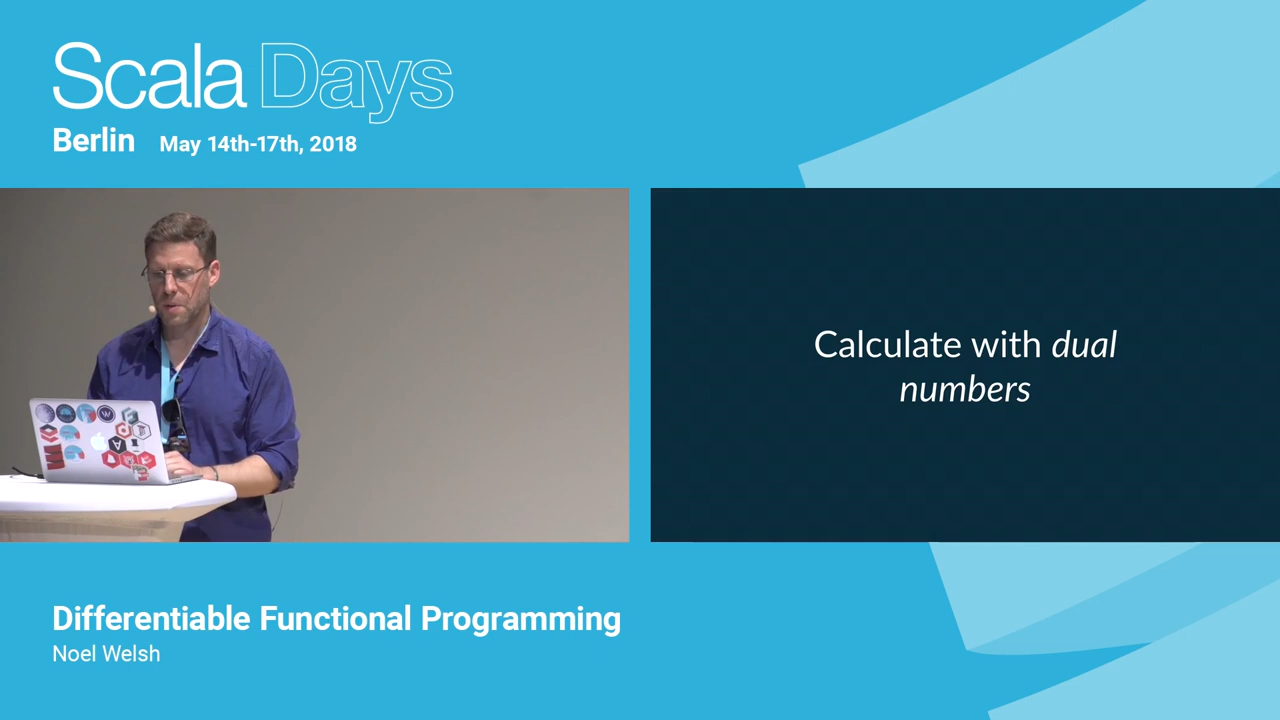 Scala Days
Berlin May 14th-17th, 2018
Calculate with dual
numbers
Differentiable Functional Programming
Noel Welsh